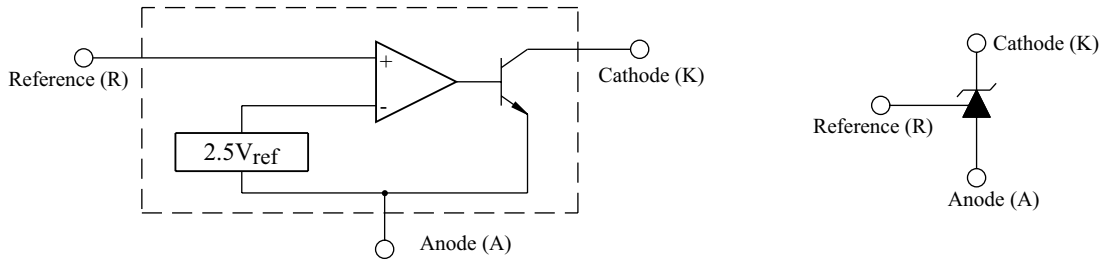 Reference (R)
+
-
2.5Vref
Cathode (K)
Anode (A)
Cathode (K)
Reference (R)
Anode (A)